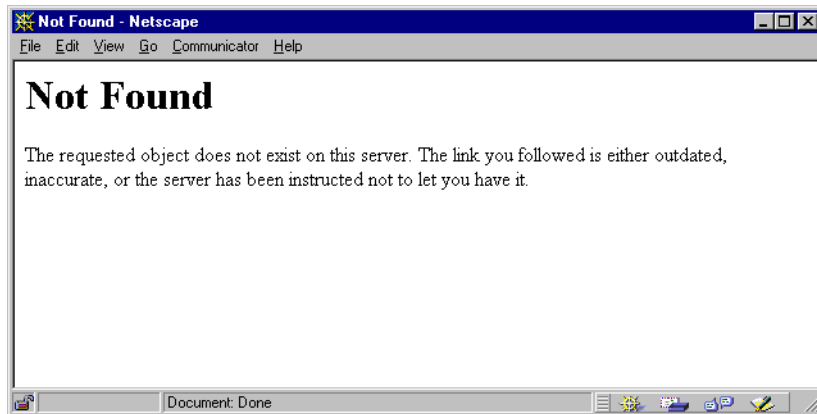 Not Found - Netscape
File Edit View Go Communicator Help
Not Found
The requested object does not exist on this server. The link you followed is either outdated,
inaccurate, or the server has been instructed not to let you have it.
Document: Done